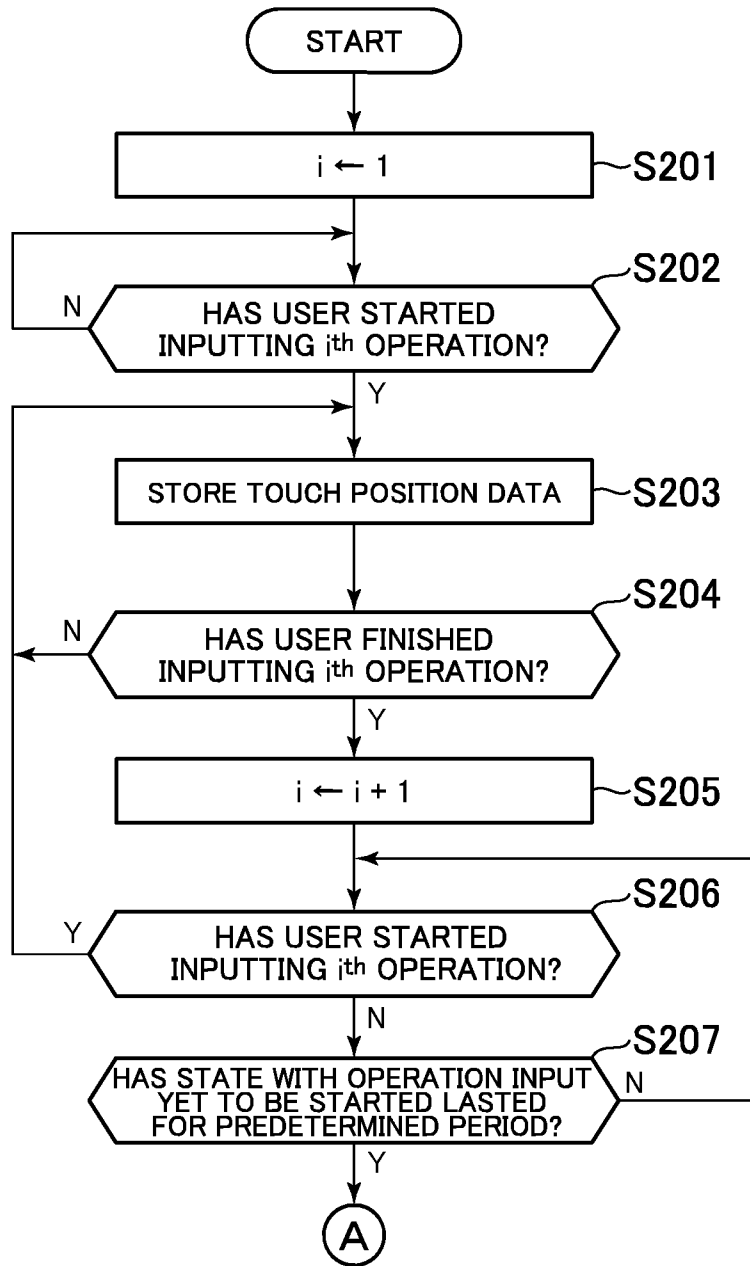 START
i ← 1
S201
S202
N
HAS USER STARTED
INPUTTING ith OPERATION?
Y
STORE TOUCH POSITION DATA
S203
S204
N
HAS USER FINISHED
INPUTTING ith OPERATION?
Y
i ← i + 1
S205
S206
Y
HAS USER STARTED
INPUTTING ith OPERATION?
N
S207
HAS STATE WITH OPERATION INPUT
YET TO BE STARTED LASTED
FOR PREDETERMINED PERIOD?
N
Y
A